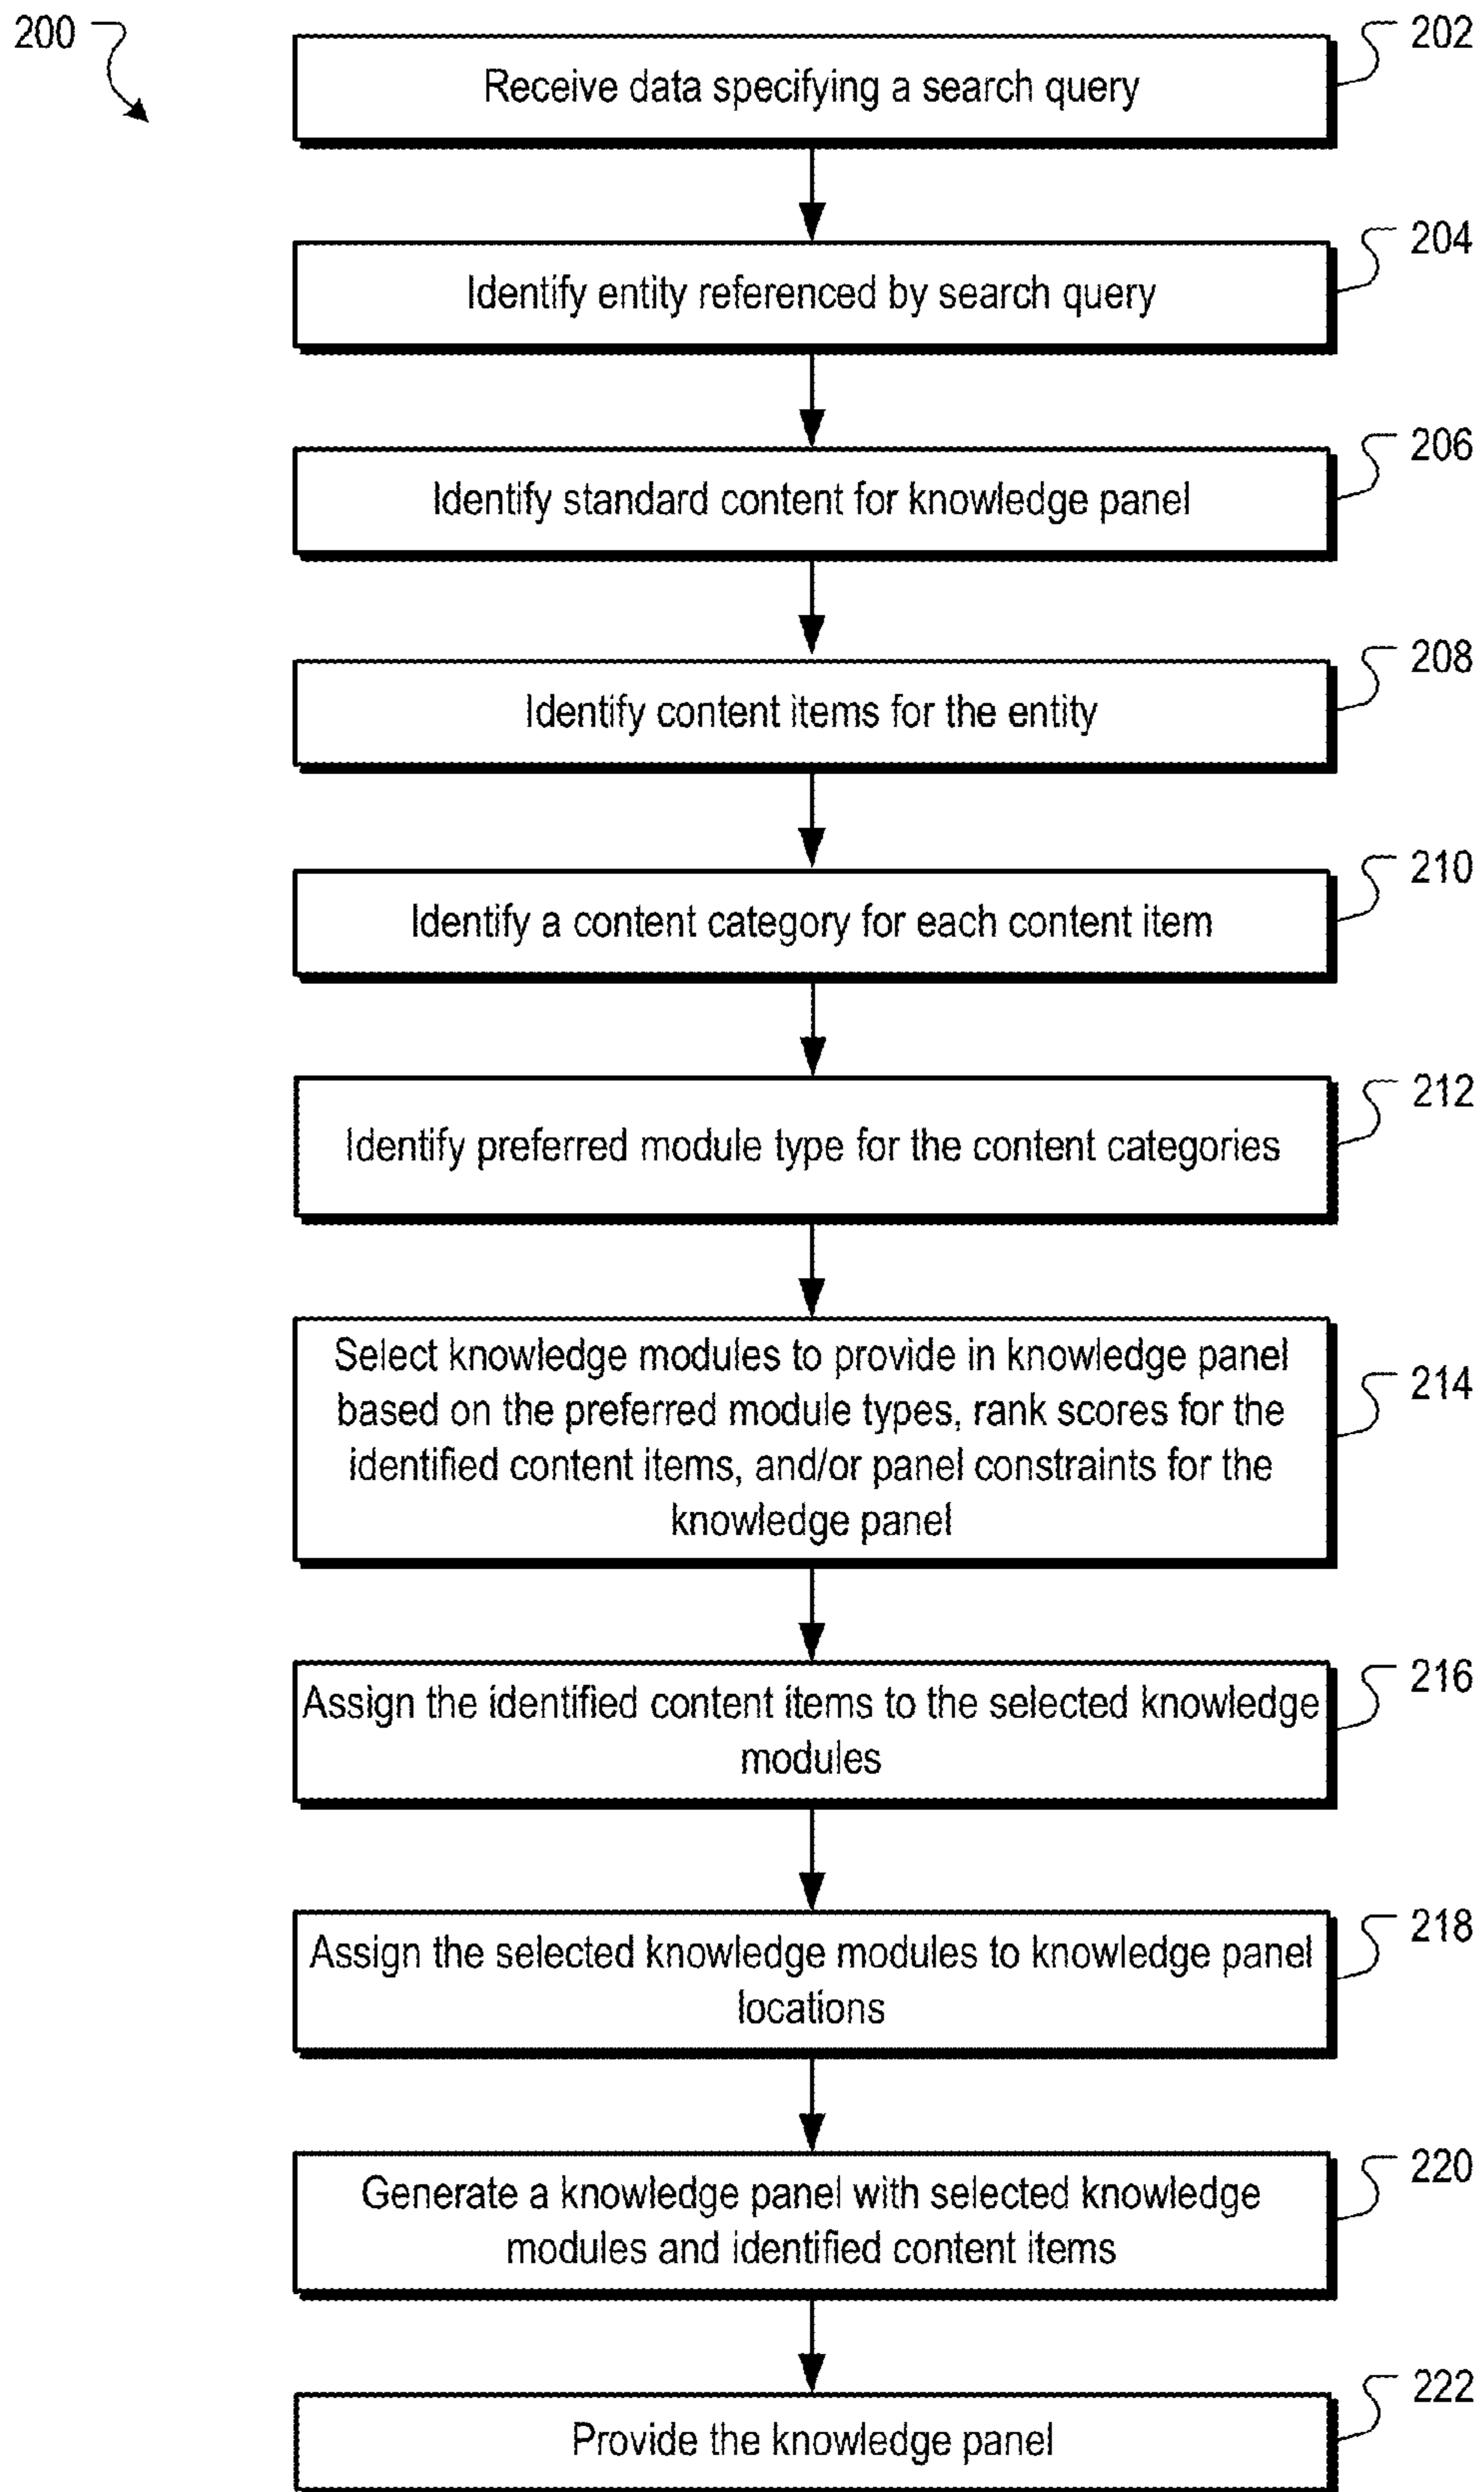 200
202
Receive data specifying a search query
204
Identify entity referenced by search query
206
Identify standard content for knowledge panel
208
Identify content items for the entity
210
Identify a content category for each content item
212
Identify preferred module type for the content categories
214
Select knowledge modules to provide in knowledge panel
based on the preferred module types, rank scores for the
identified content items, and/or panel constraints for the
knowledge panel
216
Assign the identified content items to the selected knowledge
modules
218
Assign the selected knowledge modules to knowledge panel
locations
220
Generate a knowledge panel with selected knowledge
modules and identified content items
222
Provide the knowledge panel